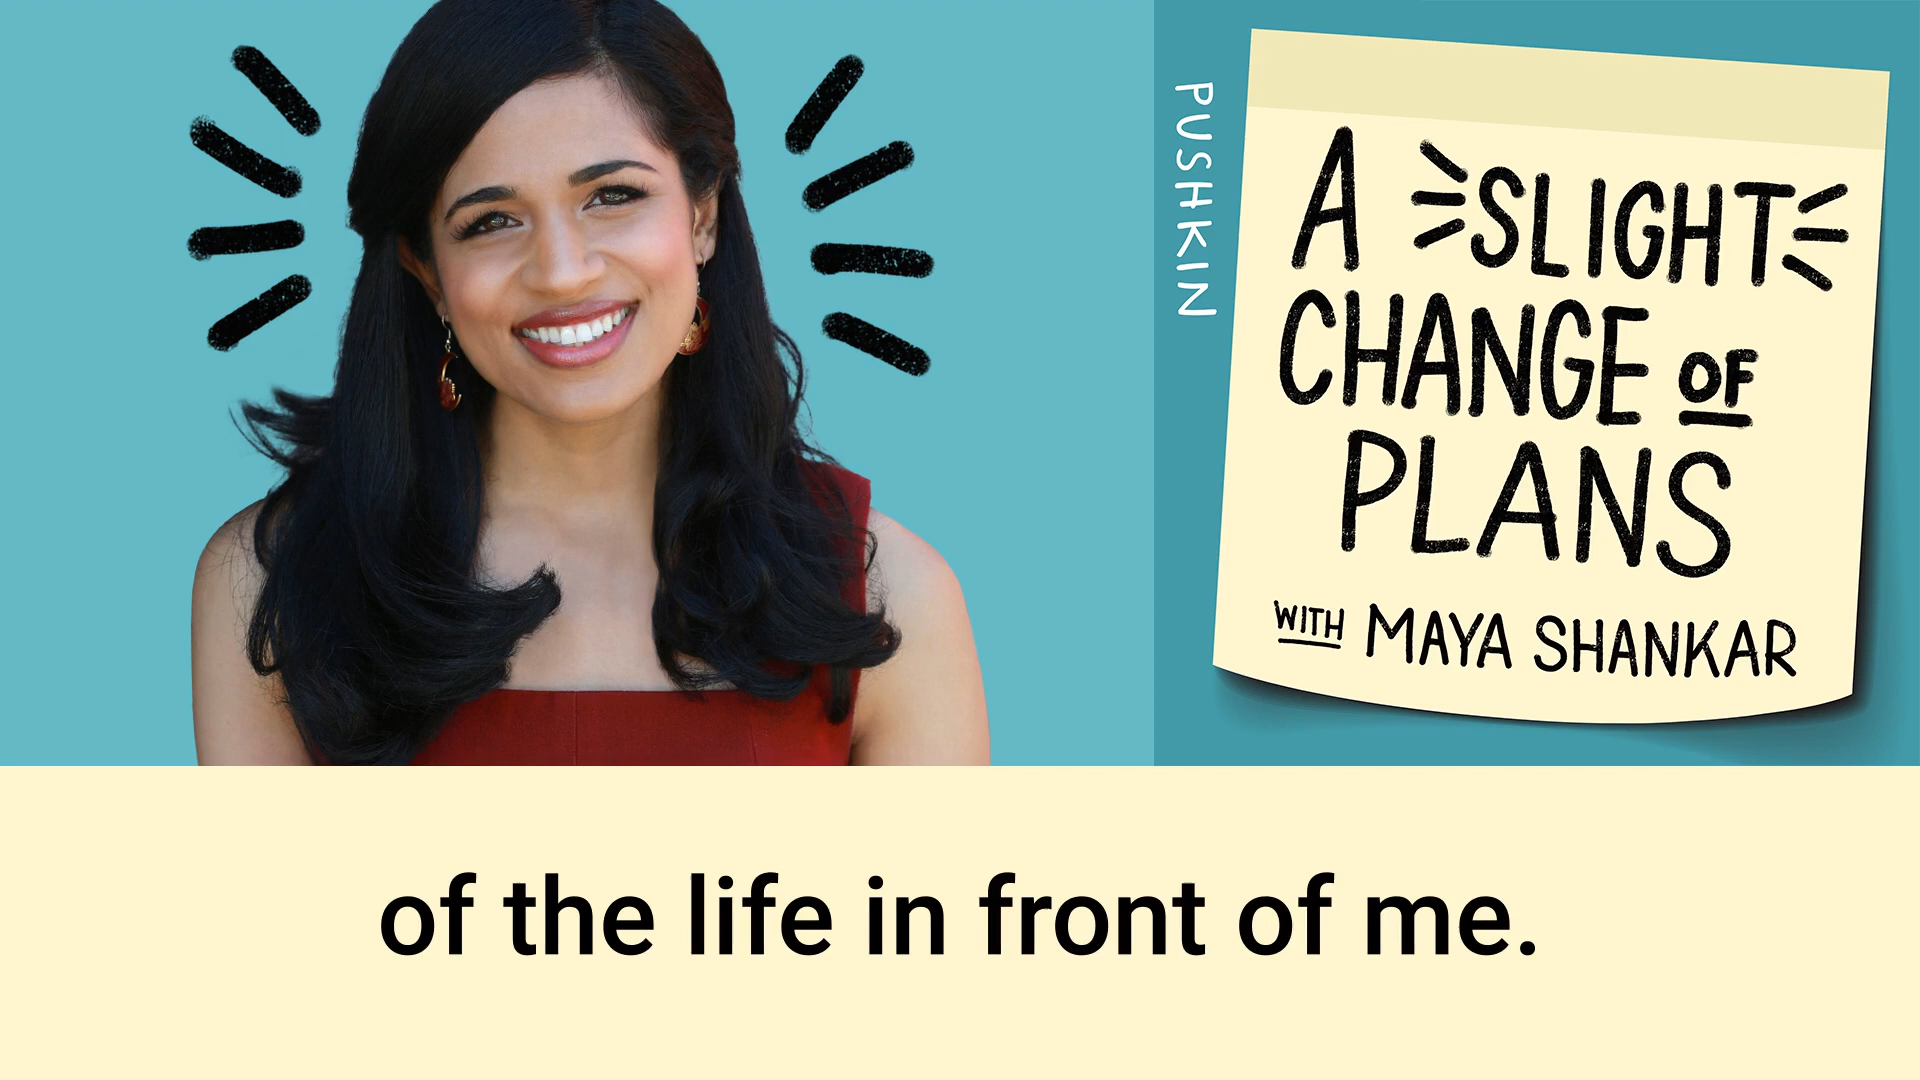 PUSHKIN
A SLIGHT
CHANGE OF
PLANS
WITH MAYA SHANKAR
of the life in front of me.